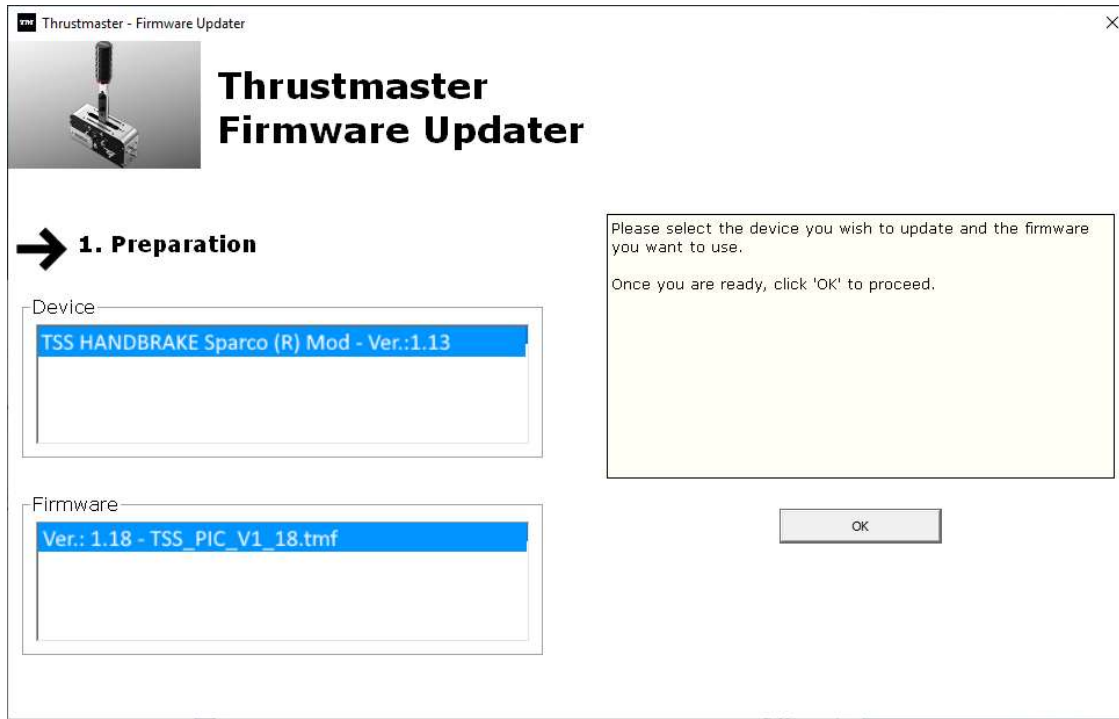 TM Thrustmaster - Firmware Updater
Thrustmaster
Firmware Updater
1. Preparation
Please select the device you wish to update and the firmware
you want to use.
Once you are ready, click 'OK' to proceed.
Device
TSS HANDBRAKE Sparco (R) Mod - Ver.:1.13
Firmware
Ver.: 1.18 - TSS_PIC_V1_18.tmf
OK